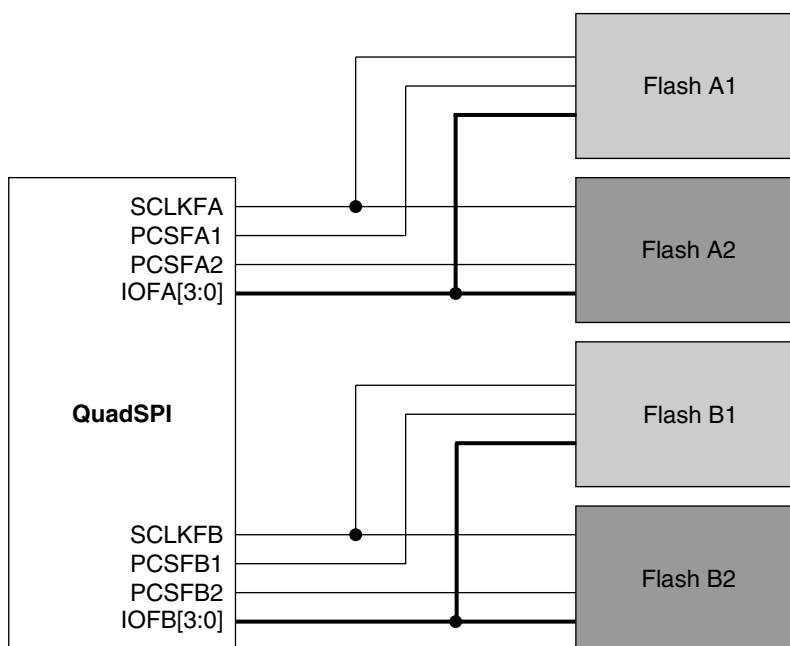 Flash A1
SCLKFA
PCSFA1
PCSFA2
IOFA[3:0]
Flash A2
QuadSPI
Flash B1
SCLKFB
PCSFB1
PCSFB2
IOFB[3:0]
Flash B2